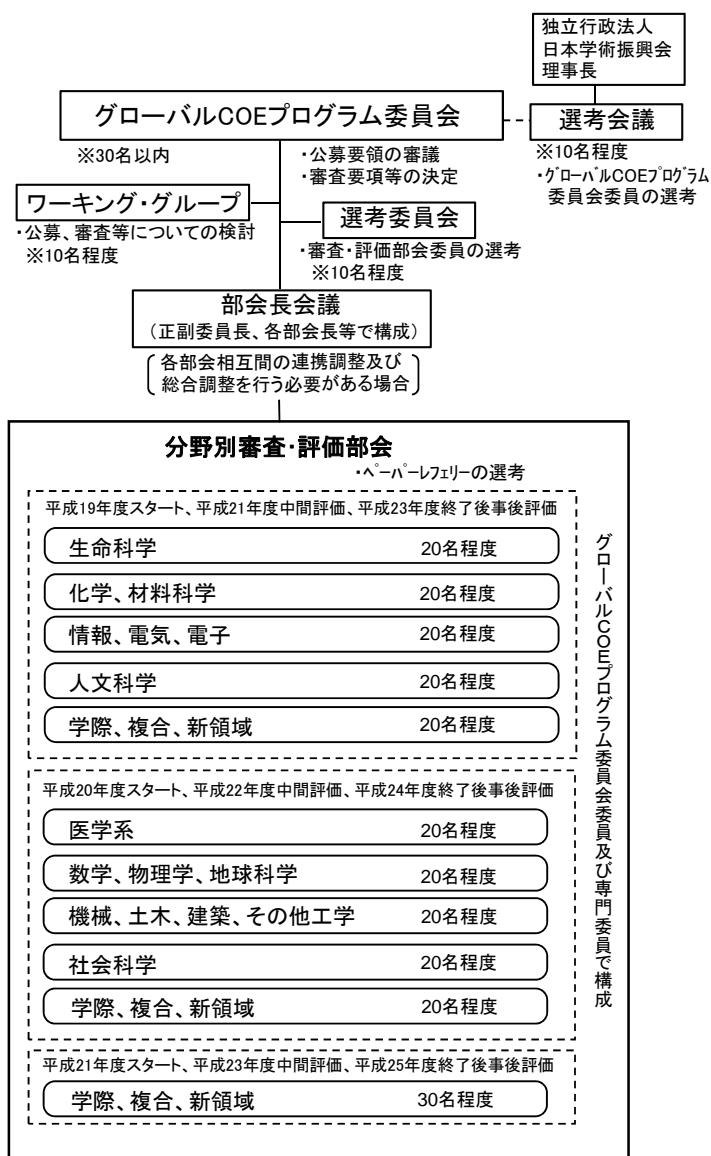 独立行政法人
日本学術振興会
理事長
グローバルCOEプログラム委員会
選考会議
※30名以内
・公募要領の審議
・審査要項等の決定
※10名程度
・グローバルCOEプログラム
委員会委員の選考
ワーキング・グループ
・公募、審査等についての検討
※10名程度
選考委員会
・審査・評価部会委員の選考
※10名程度
部会長会議
(正副委員長、各部会長等で構成)
各部会相互間の連携調整及び
総合調整を行う必要がある場合
分野別審査・評価部会
・ペーパーレフェリーの選考
平成19年度スタート、平成21年度中間評価、平成23年度終了後事後評価
生命科学 20名程度
化学、材料科学 20名程度
情報、電気、電子 20名程度
人文科学 20名程度
学際、複合、新領域 20名程度
平成20年度スタート、平成22年度中間評価、平成24年度終了後事後評価
医学系 20名程度
数学、物理学、地球科学 20名程度
機械、土木、建築、その他工学 20名程度
社会科学 20名程度
学際、複合、新領域 20名程度
平成21年度スタート、平成23年度中間評価、平成25年度終了後事後評価
学際、複合、新領域 30名程度
グローバルCOEプログラム委員会委員及び専門委員で構成